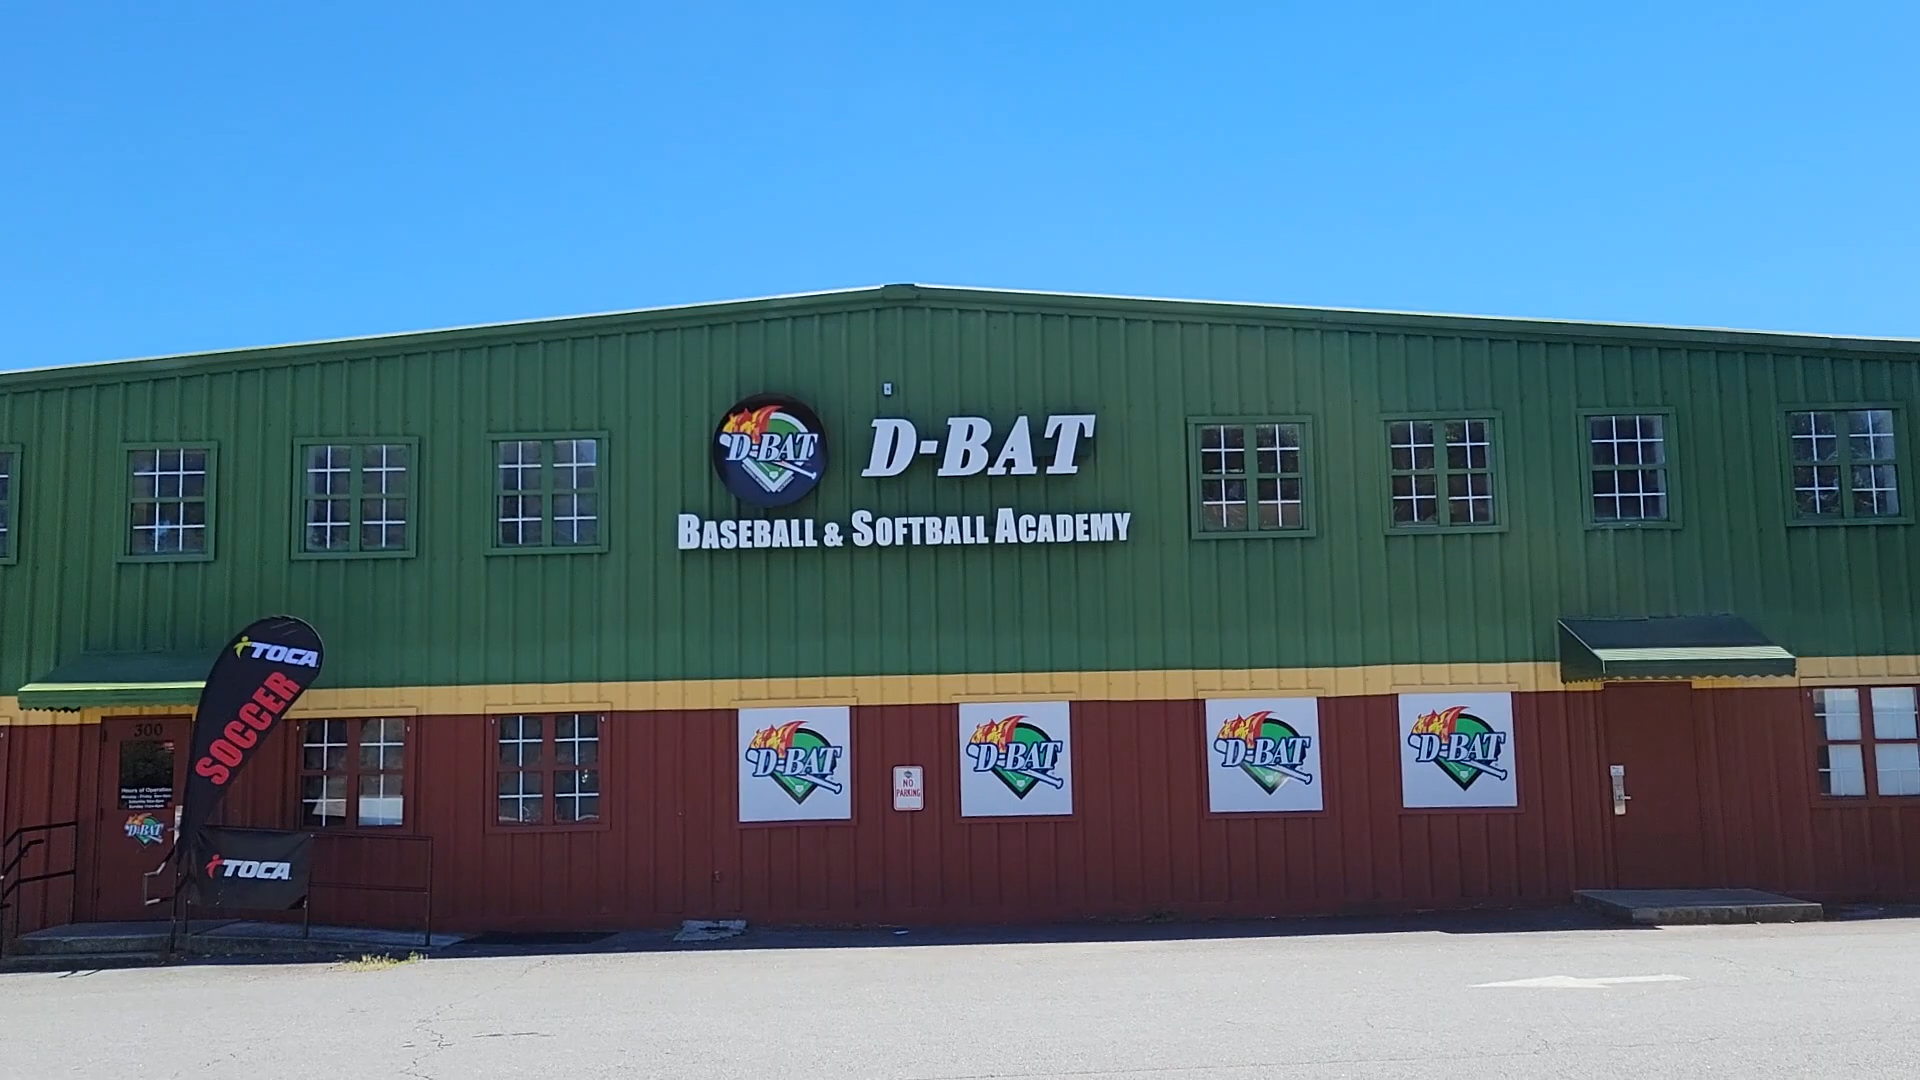 D-BAT
D-BAT
BASEBALL & SOFTBALL ACADEMY
TOCA
SOCCER
300
Hours of Operation
D-BAT
TOCA
D-BAT
NO
PARKING
D-BAT
D-BAT
D-BAT